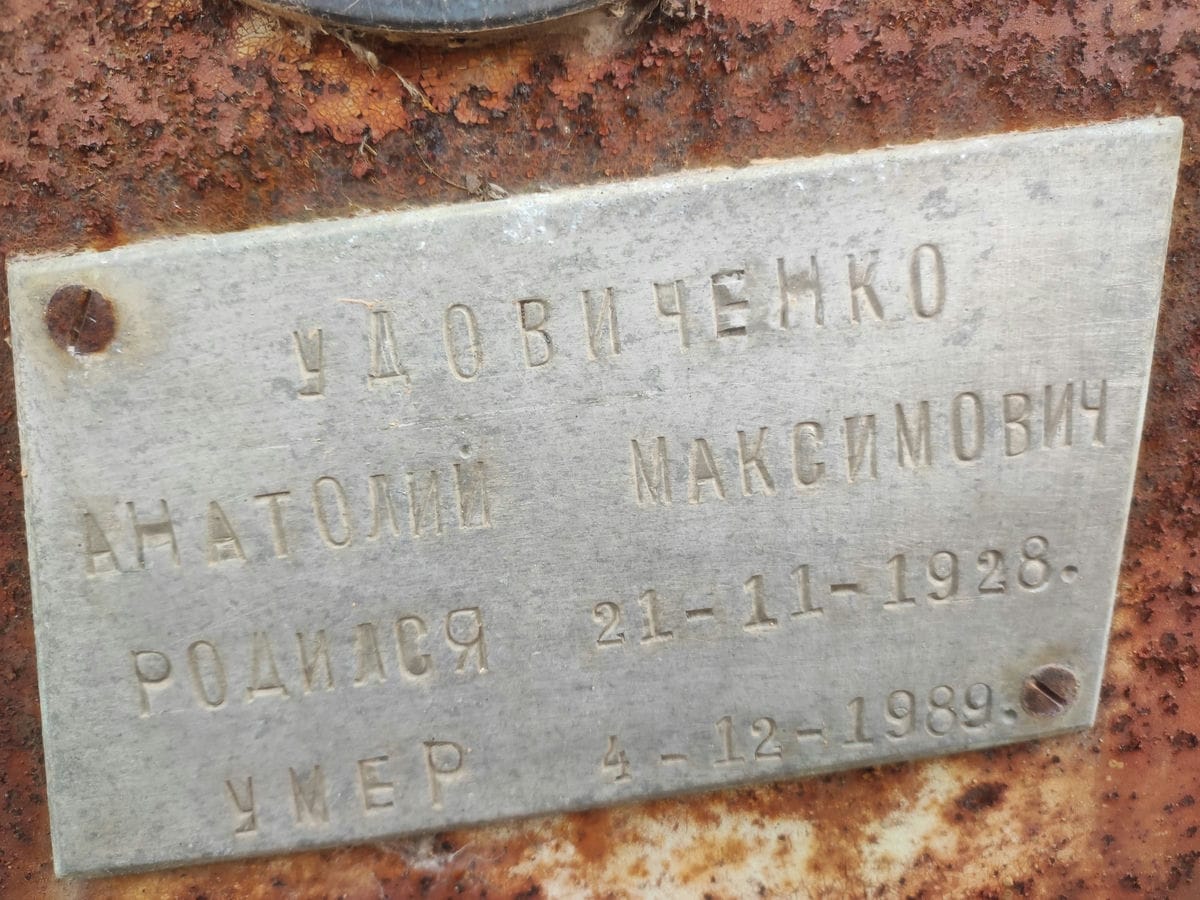 УДОВИЧЕНКО
АНАТОЛИЙ МАКСИМОВИЧ
РОДИЛСЯ 21-11-1928.
УМЕР 4-12-1989.